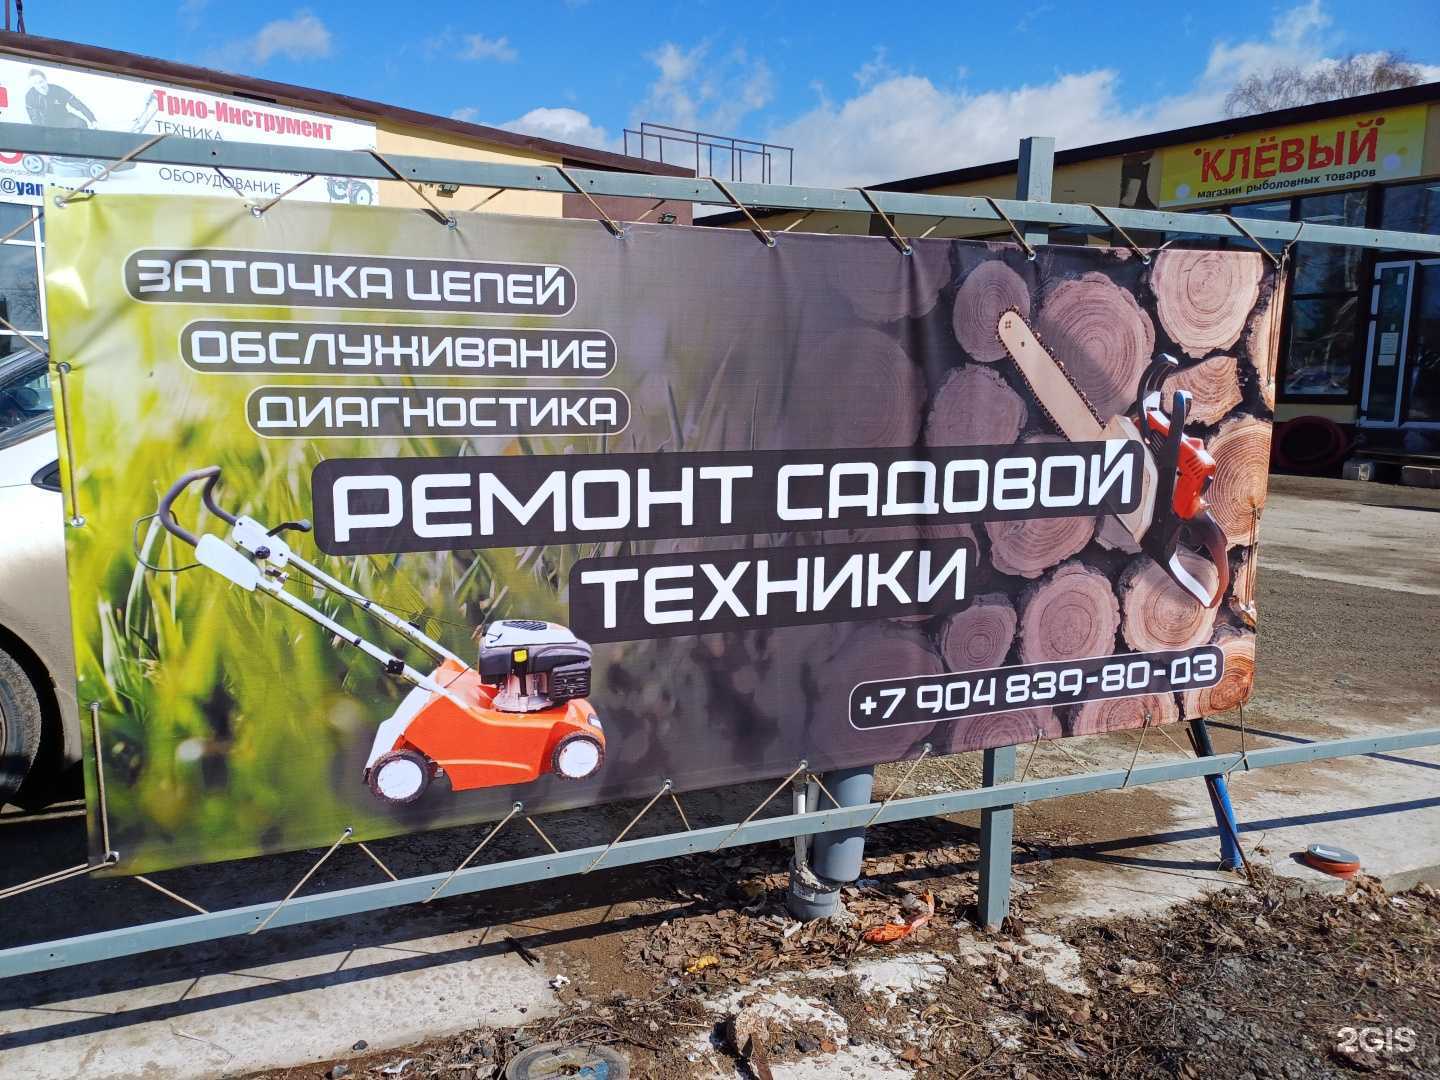 Трио-Инструмент
ТЕХНИКА
ОБОРУДОВАНИЕ
КЛЁВЫЙ
магазин рыболовных товаров
ЗАТОЧКА ЦЕПЕЙ
ОБСЛУЖИВАНИЕ
ДИАГНОСТИКА
РЕМОНТ САДОВОЙ
ТЕХНИКИ
+7 904 839-80-03
2GIS